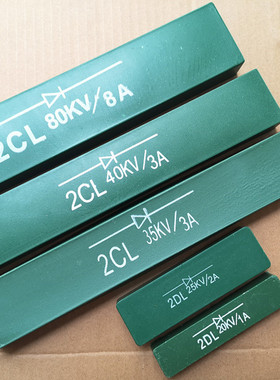 2CL 80KV/8A
2CL 40KV/3A
2CL 35KV/3A
2DL 25KV/2A
2DL 20KV/1A